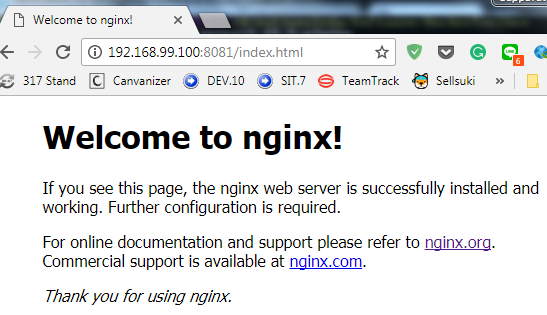 Welcome to nginx!
192.168.99.100:8081/index.html
6
317 Stand Canvanizer DEV.10 SIT.7 TeamTrack Sellsuki »
Welcome to nginx!
If you see this page, the nginx web server is successfully installed and
working. Further configuration is required.
For online documentation and support please refer to nginx.org.
Commercial support is available at nginx.com.
Thank you for using nginx.